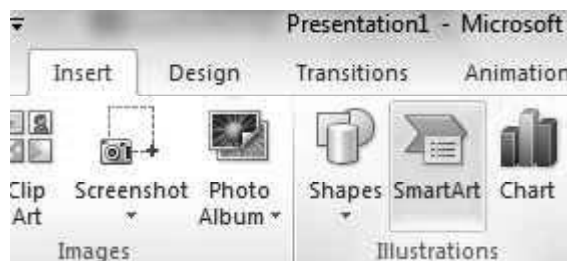 Presentation1 - Microsoft
Insert Design Transitions Animation
Clip Art Screenshot Photo Album Shapes SmartArt Chart
Images Illustrations